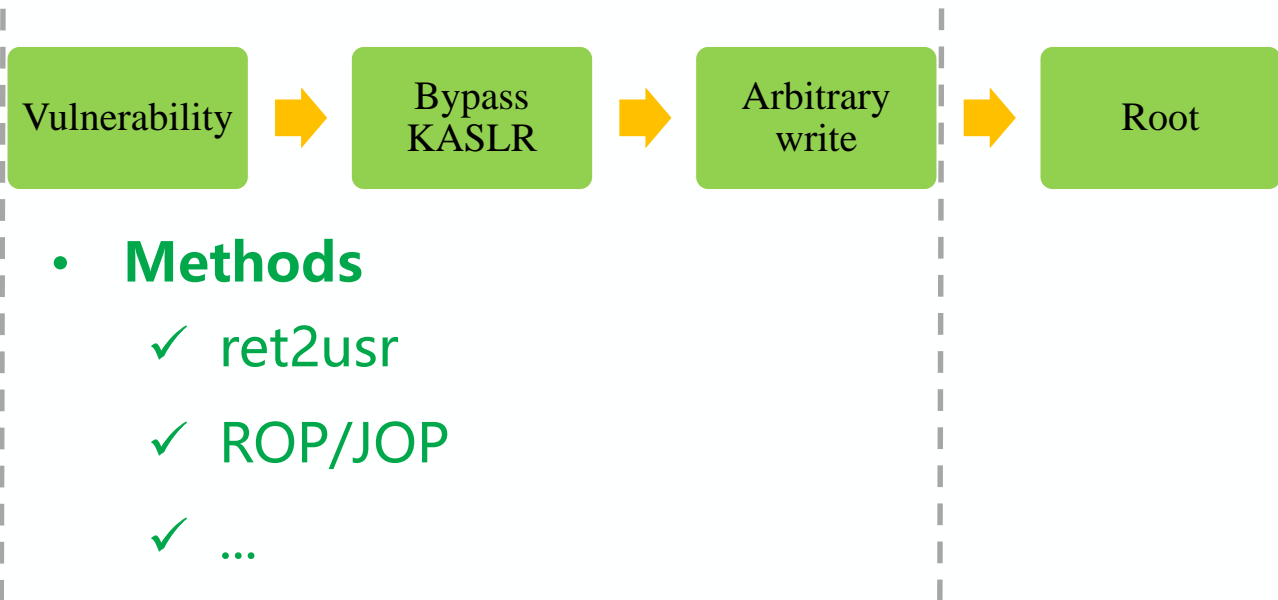 Vulnerability
Bypass
KASLR
Arbitrary
write
Root
• Methods
✓ ret2usr
✓ ROP/JOP
✓ ...